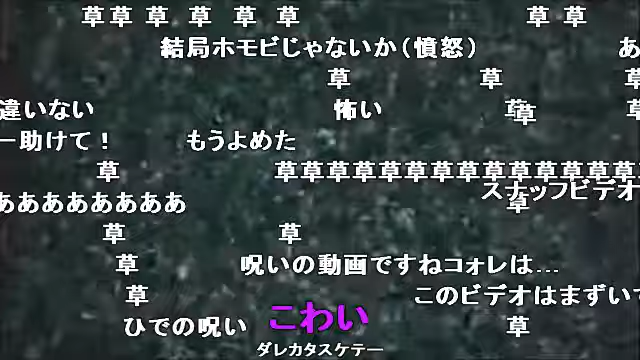 草草 草 草 草 草 草 草
結局ホモビじゃないか(憤怒) あ
草 草 草
違いない 怖い 草草 草
ー助けて! もうよめた
草 草草草草草草草草草草草草草草
スナッフビデオ
あああああああああ 草
草 草
草 呪いの動画ですねコォレは…
草 このビデオはまずいで
ひでの呪い こわい 草
ダレカタスケテー